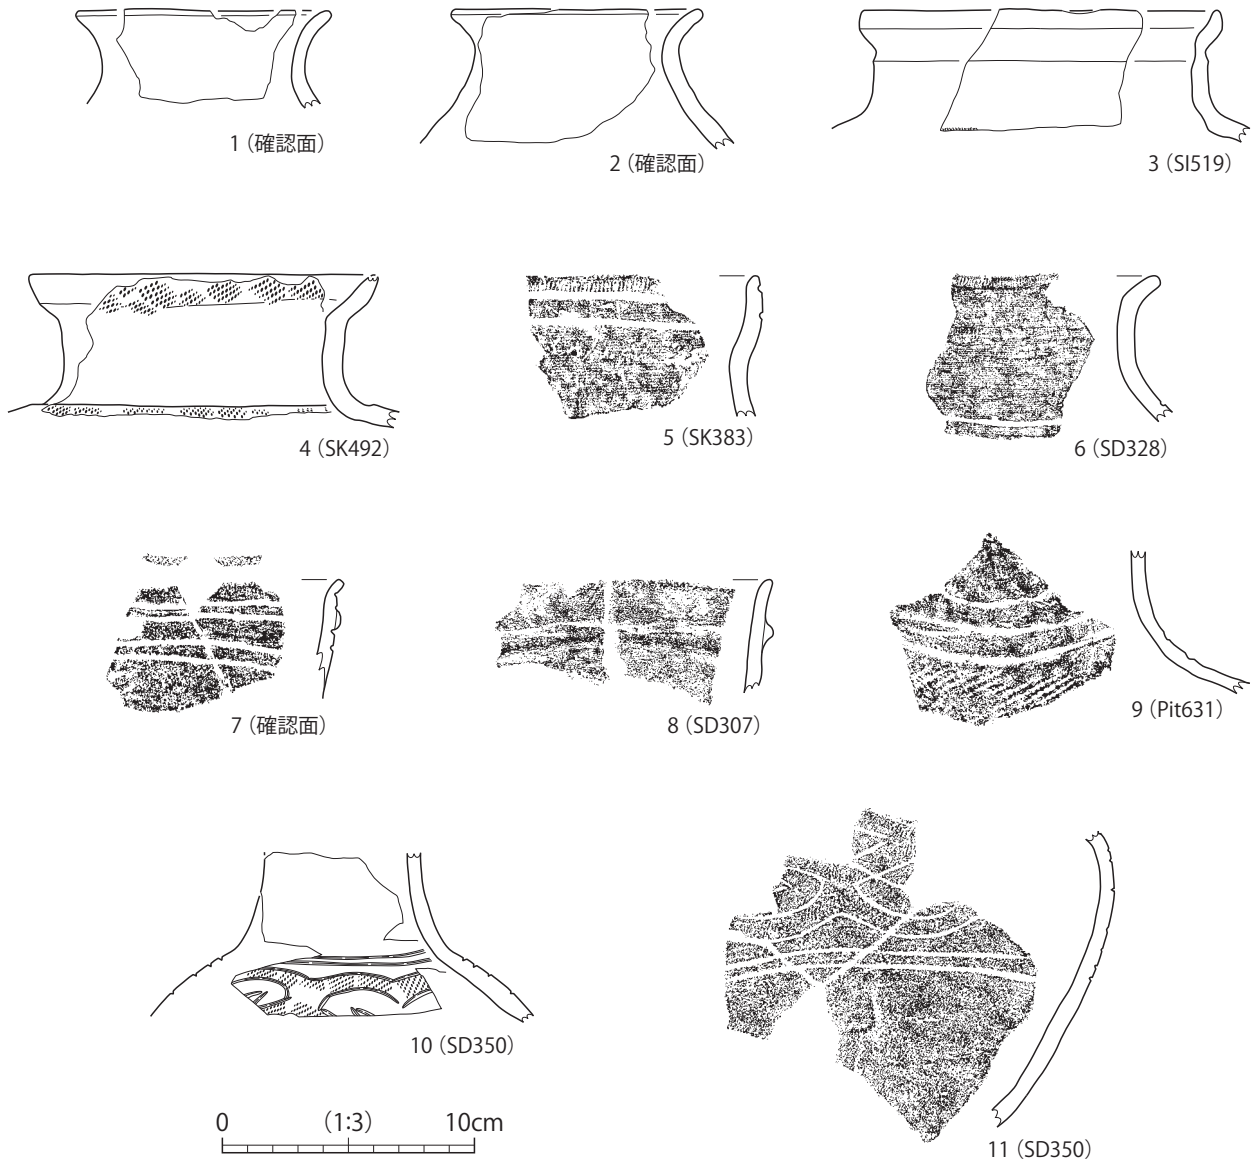 1（確認面）
2（確認面）
3（SI519）
4（SK492）
5（SK383）
6（SD328）
7（確認面）
8（SD307）
9（Pit631）
10（SD350）
11（SD350）
0 （1:3） 10cm